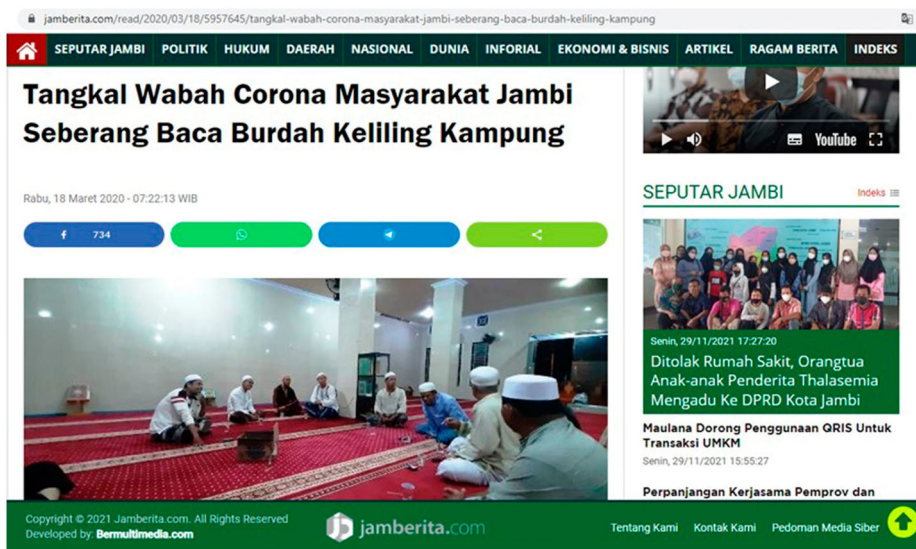 jamberita.com/read/2020/03/18/5957645/tangkal-wabah-corona-masyarakat-jambi-seberang-baca-burdah-keliling-kampung
SEPUTAR JAMBI POLITIK HUKUM DAERAH NASIONAL DUNIA INFORIAL EKONOMI & BISNIS ARTIKEL RAGAM BERITA INDEKS
Tangkal Wabah Corona Masyarakat Jambi
Seberang Baca Burdah Keliling Kampung
Rabu, 18 Maret 2020 - 07:22:13 WIB
734
YouTube
SEPUTAR JAMBI Indeks
Senin, 29/11/2021 17:27:20
Ditolak Rumah Sakit, Orangtua
Anak-anak Penderita Thalasemia
Mengadu Ke DPRD Kota Jambi
Maulana Dorong Penggunaan QRIS Untuk
Transaksi UMKM
Senin, 29/11/2021 15:55:27
Perpanjangan Kerjasama Pemprov dan
Copyright © 2021 Jamberita.com. All Rights Reserved
Developed by: Bermultimedia.com
jamberita.com
Tentang Kami Kontak Kami Pedoman Media Siber